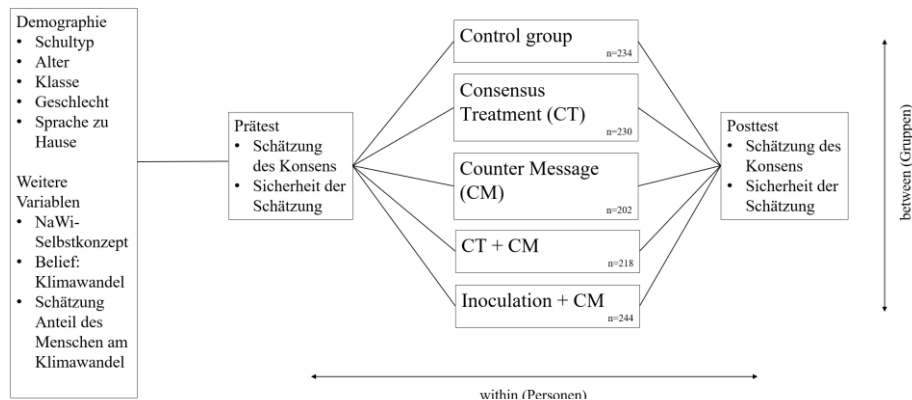 Demographie
• Schultyp
• Alter
• Klasse
• Geschlecht
• Sprache zu
Hause
Weitere
Variablen
• NaWi-
Selbstkonzept
• Belief:
Klimawandel
• Schätzung
Anteil des
Menschen am
Klimawandel
Prätest
• Schätzung
des Konsens
• Sicherheit der
Schätzung
Control group
n=234
Consensus
Treatment (CT)
n=230
Counter Message
(CM)
n=202
CT + CM
n=218
Inoculation + CM
n=244
Posttest
• Schätzung des
Konsens
• Sicherheit der
Schätzung
between (Gruppen)
within (Personen)